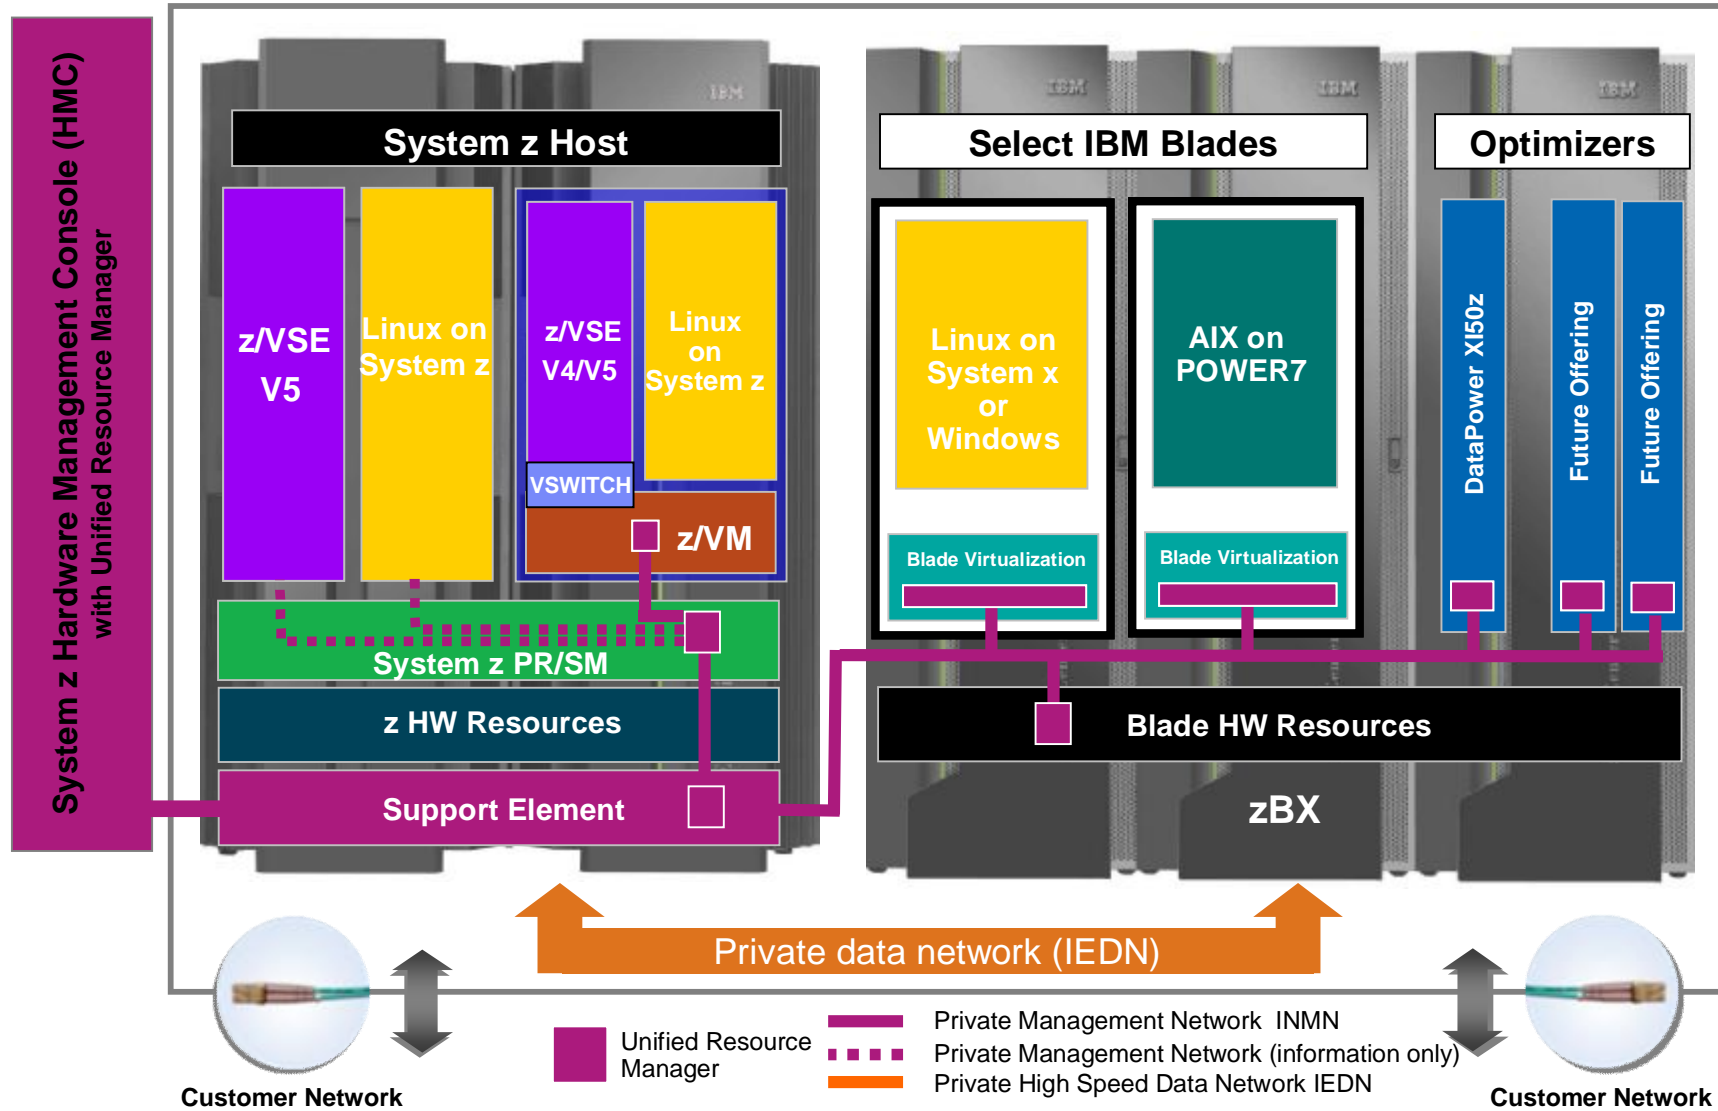 System z Hardware Management Console (HMC)
with Unified Resource Manager
IBM
IBM
IBM
IBM
System z Host
Select IBM Blades
Optimizers
z/VSE
V5
Linux on
System z
z/VSE
V4/V5
Linux
on
System z
VSWITCH
z/VM
Linux on
System x
or
Windows
AIX on
POWER7
Blade Virtualization
Blade Virtualization
DataPower XI50z
Future Offering
Future Offering
System z PR/SM
z HW Resources
Support Element
Blade HW Resources
zBX
Private data network (IEDN)
Customer Network
Unified Resource
Manager
Private Management Network INMN
Private Management Network (information only)
Private High Speed Data Network IEDN
Customer Network